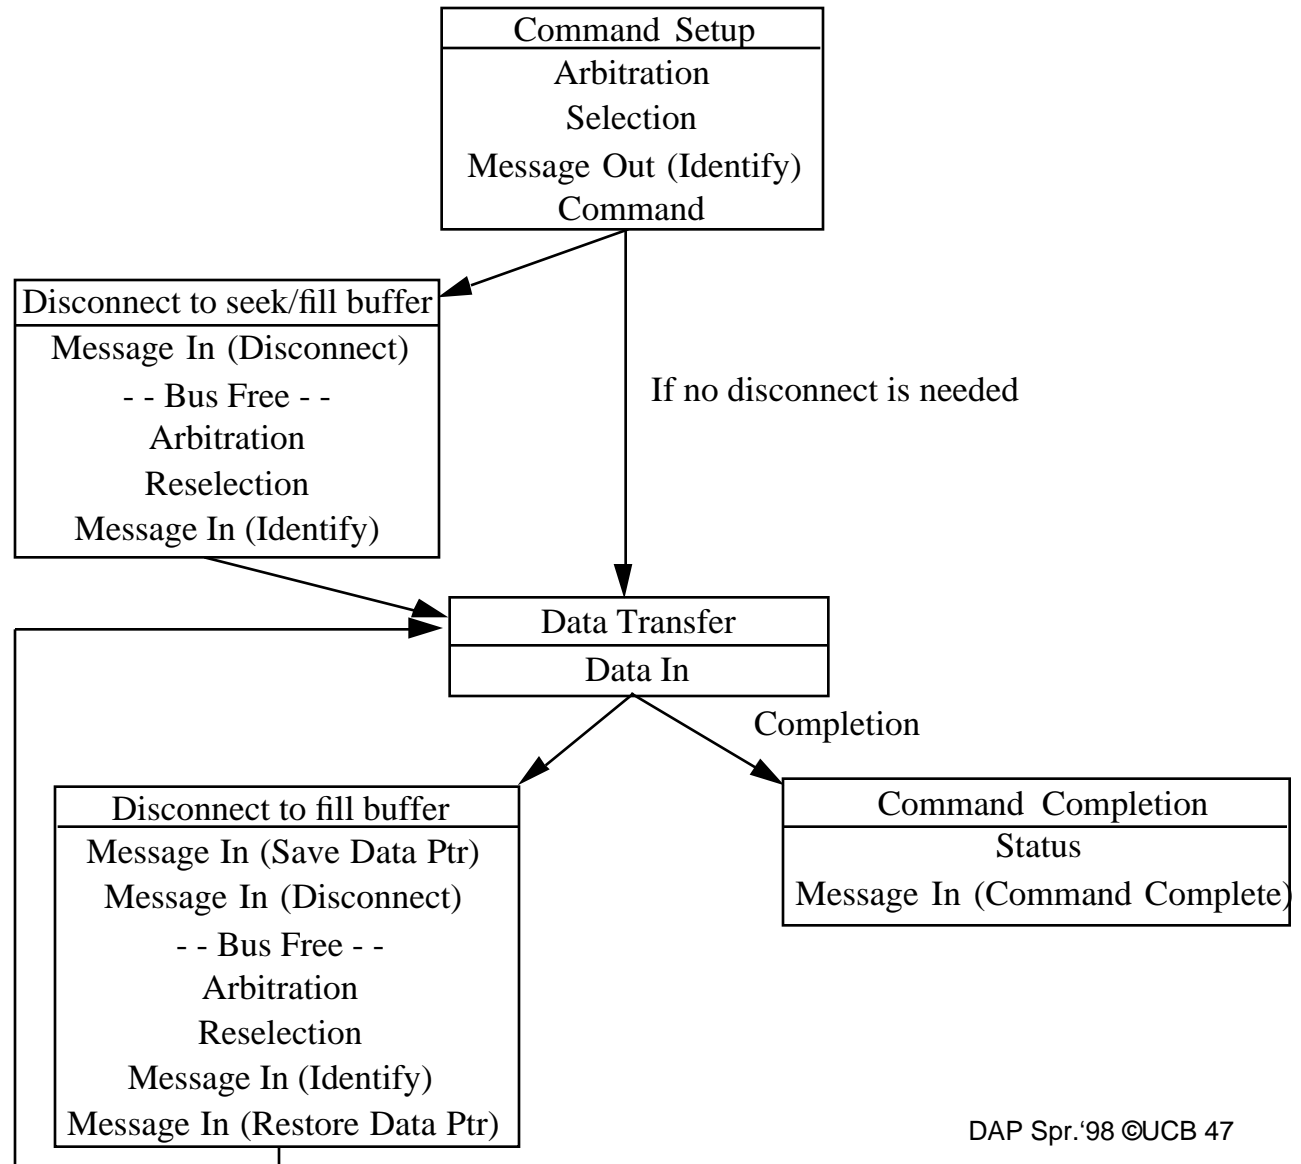 Command Setup
Arbitration
Selection
Message Out (Identify)
Command
Disconnect to seek/fill buffer
Message In (Disconnect)
- - Bus Free - -
Arbitration
Reselection
Message In (Identify)
If no disconnect is needed
Data Transfer
Data In
Completion
Disconnect to fill buffer
Message In (Save Data Ptr)
Message In (Disconnect)
- - Bus Free - -
Arbitration
Reselection
Message In (Identify)
Message In (Restore Data Ptr)
Command Completion
Status
Message In (Command Complete)
DAP Spr.‘98 ©UCB 47